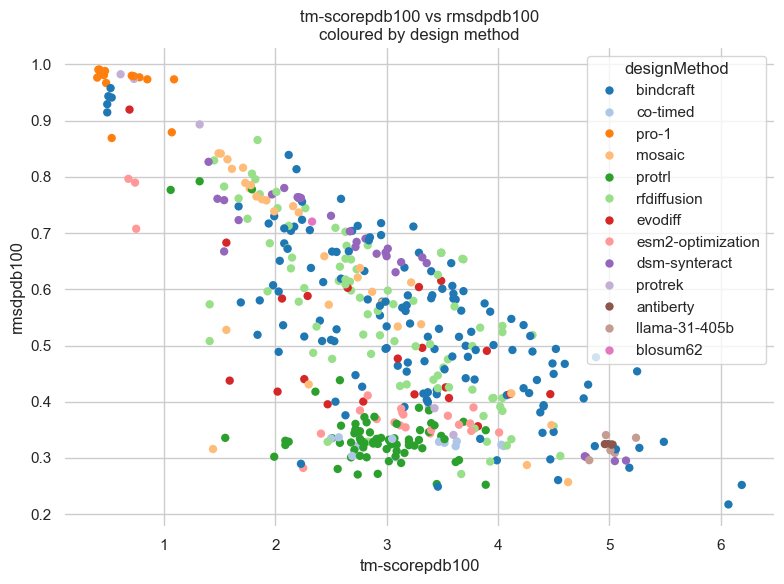 tm-scorepdb100 vs rmsdpdb100
coloured by design method
designMethod
bindcraft
co-timed
pro-1
mosaic
protrl
rfdiffusion
evodiff
esm2-optimization
dsm-synteract
protrek
antiberty
llama-31-405b
blosum62
rmsdpdb100
1.0
0.9
0.8
0.7
0.6
0.5
0.4
0.3
0.2
1 2 3 4 5 6
tm-scorepdb100